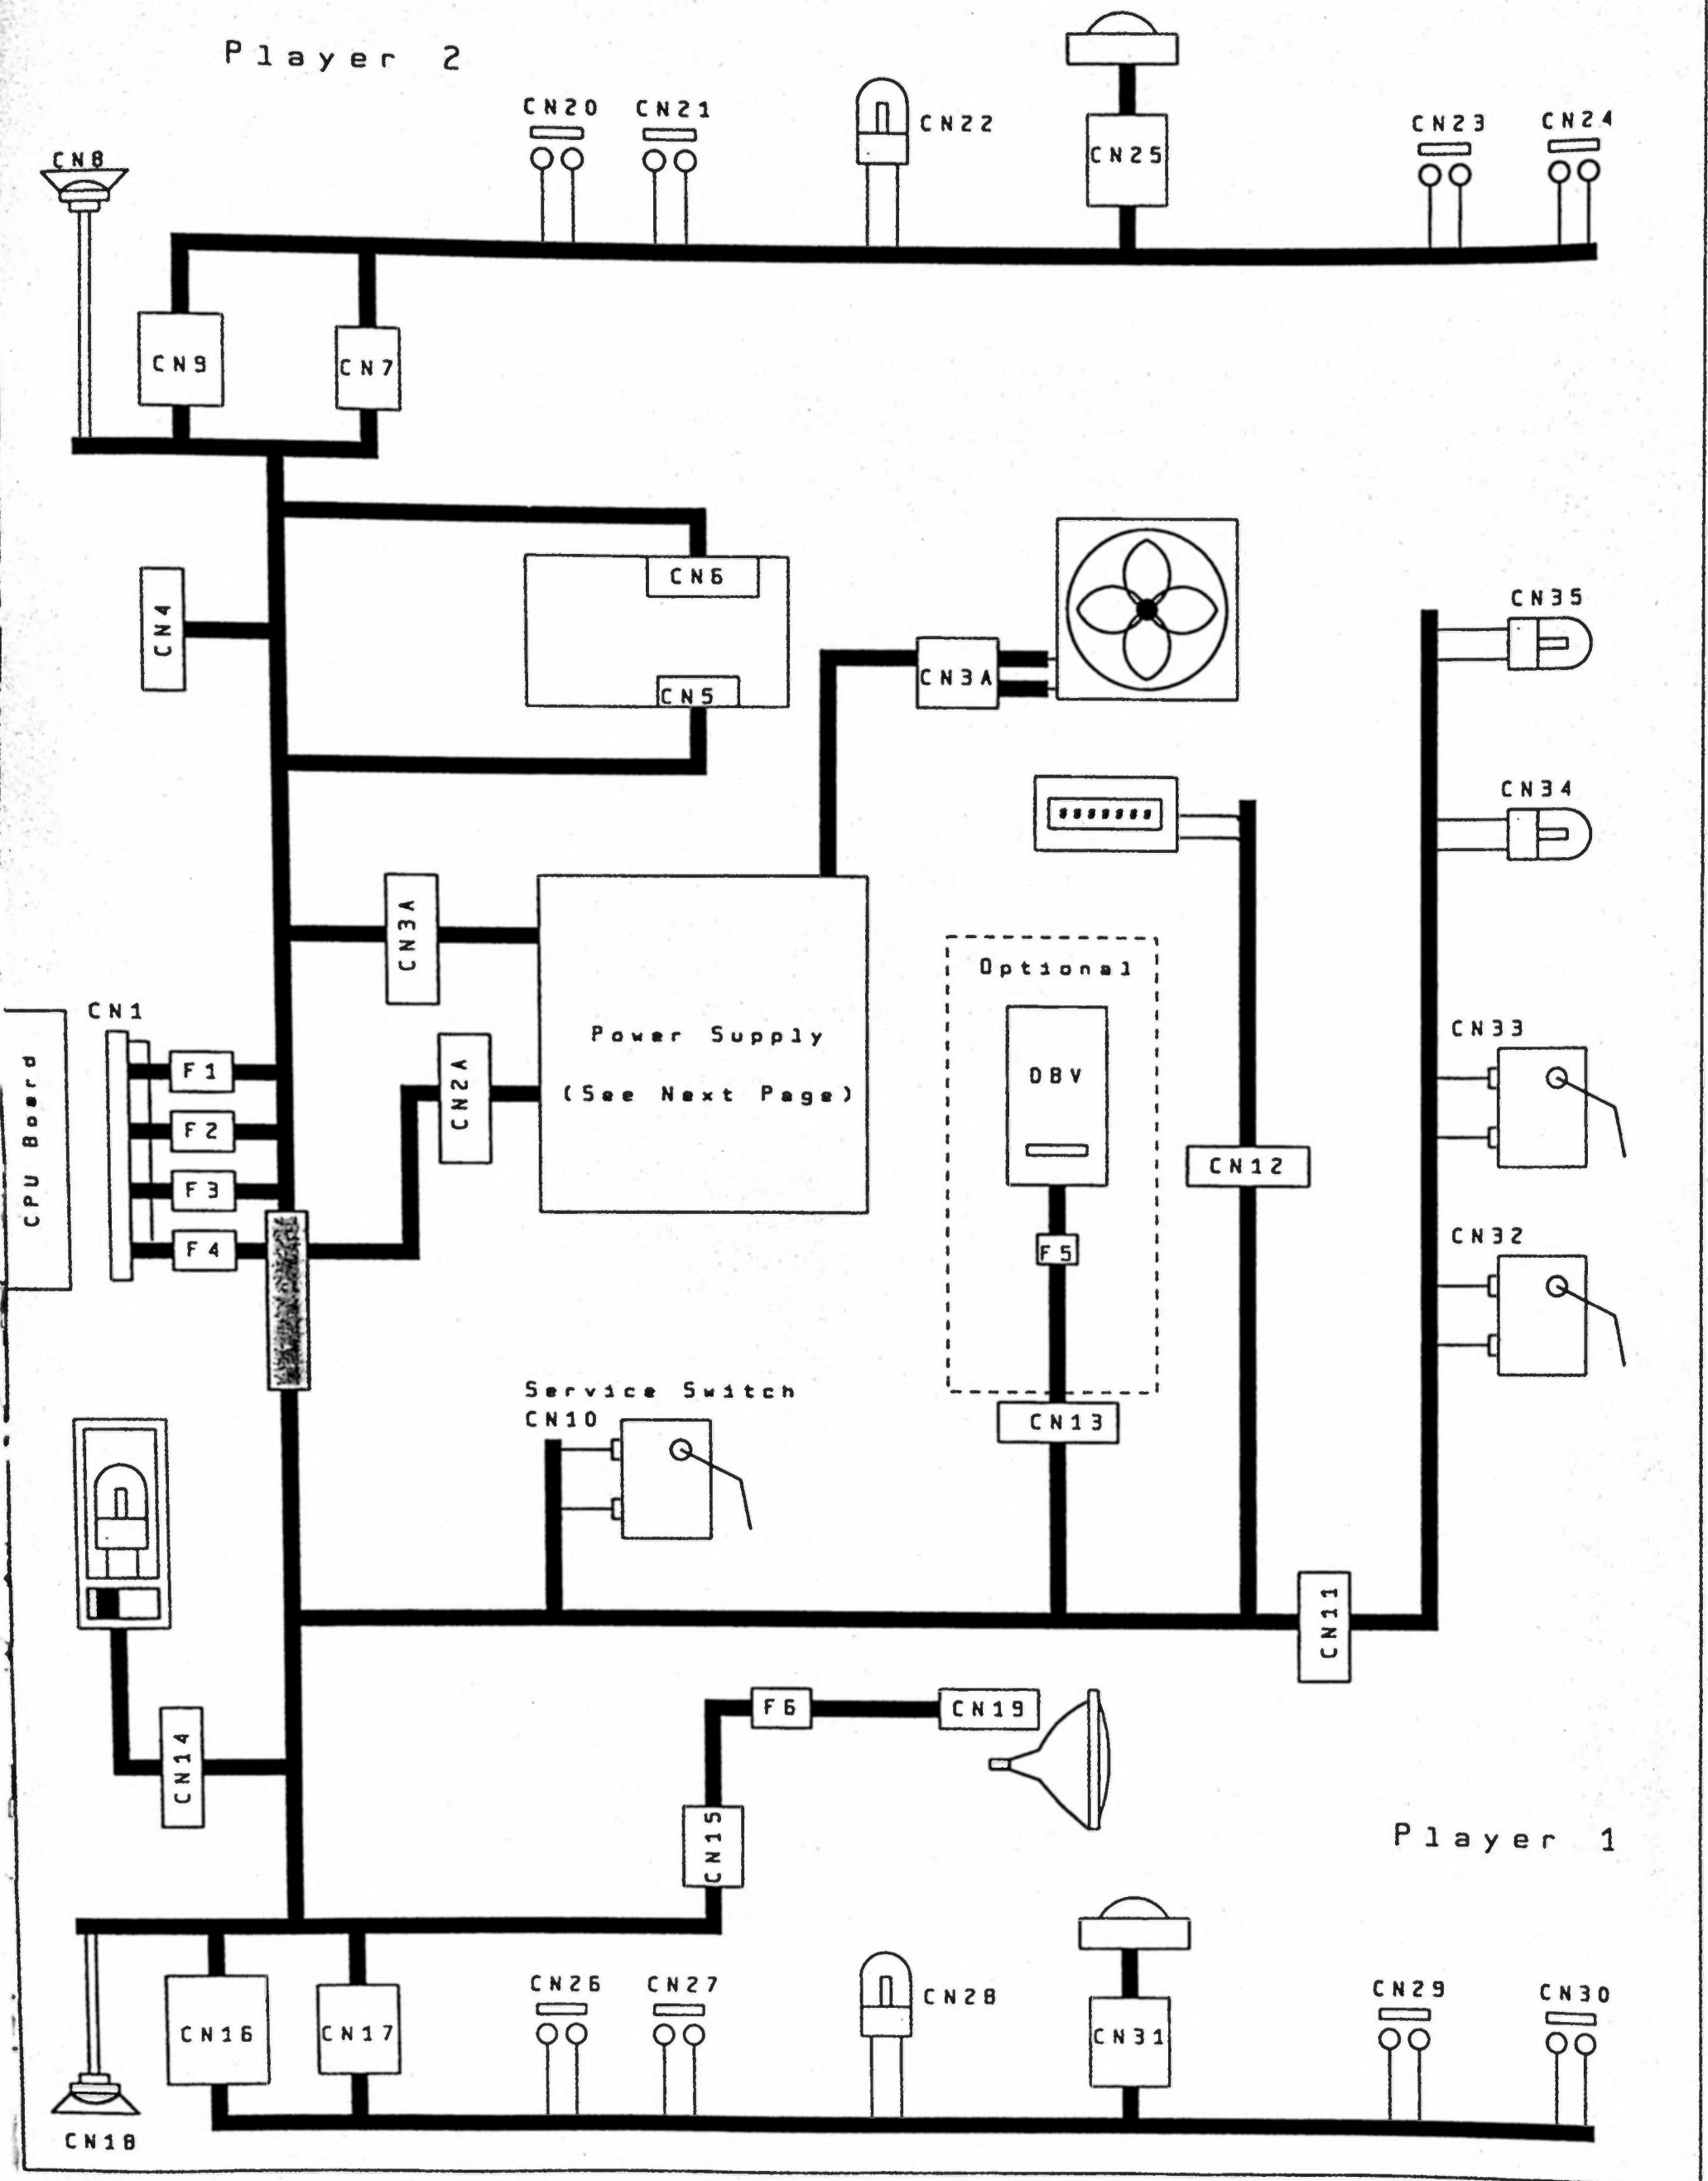 Player 2
CN20
CN21
CN22
CN25
CN23
CN24
CN8
CN9
CN7
CN6
CN4
CN5
CN3A
CN35
CN34
CN3A
Optional
CN1
Power Supply
(See Next Page)
DBV
CN33
CPU Board
F1
F2
F3
F4
CN2A
CN12
F5
CN32
Service Switch
CN10
CN13
CN11
F6
CN19
CN14
CN15
Player 1
CN26
CN27
CN28
CN29
CN30
CN16
CN17
CN31
CN18